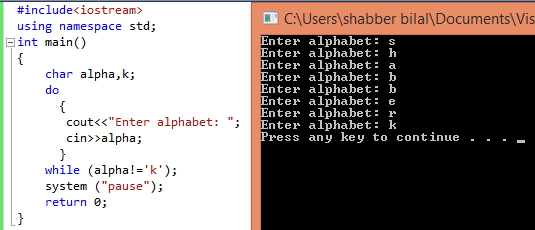 #include<iostream>
using namespace std;
int main()
{
char alpha,k;
do
{
cout<<"Enter alphabet: ";
cin>>alpha;
}
while (alpha!='k');
system ("pause");
return 0;
}
C:\Users\shabber bilal\Documents\Vis
Enter alphabet: s
Enter alphabet: h
Enter alphabet: a
Enter alphabet: b
Enter alphabet: b
Enter alphabet: e
Enter alphabet: r
Enter alphabet: k
Press any key to continue . . . _